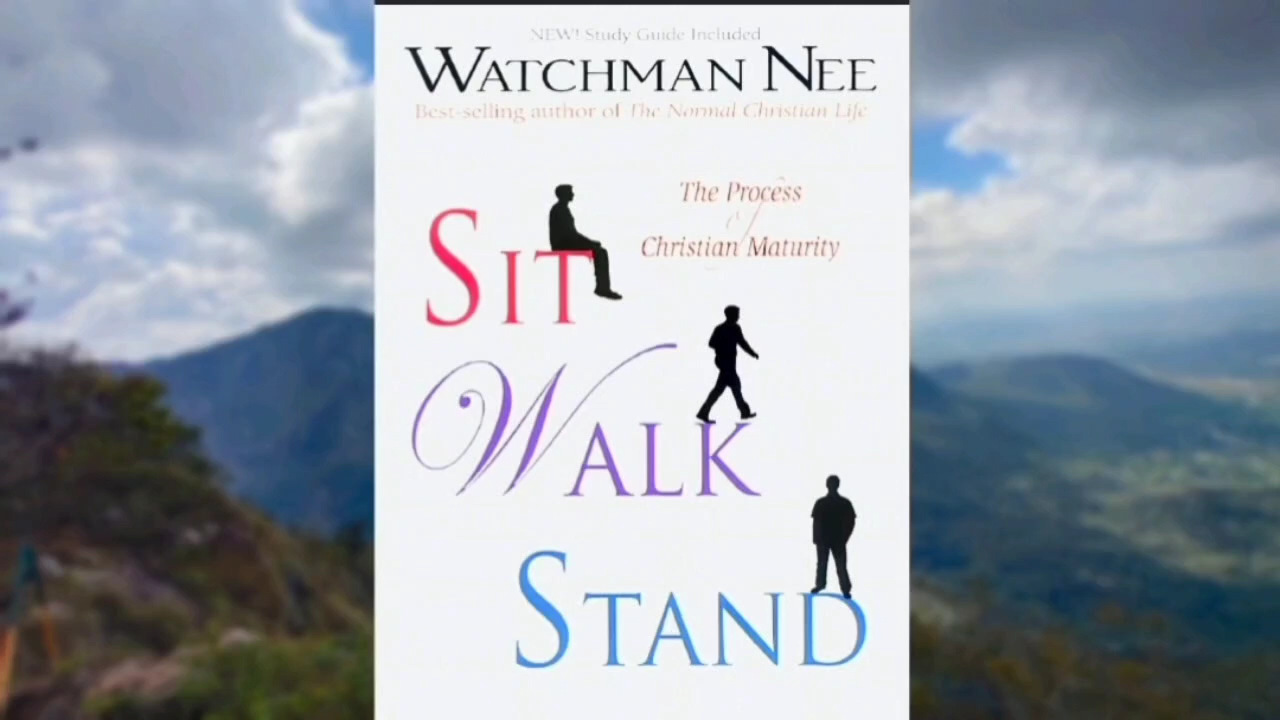 NEW! Study Guide Included
WATCHMAN NEE
Best-selling author of The Normal Christian Life
The Process
of
Christian Maturity
SIT
WALK
STAND